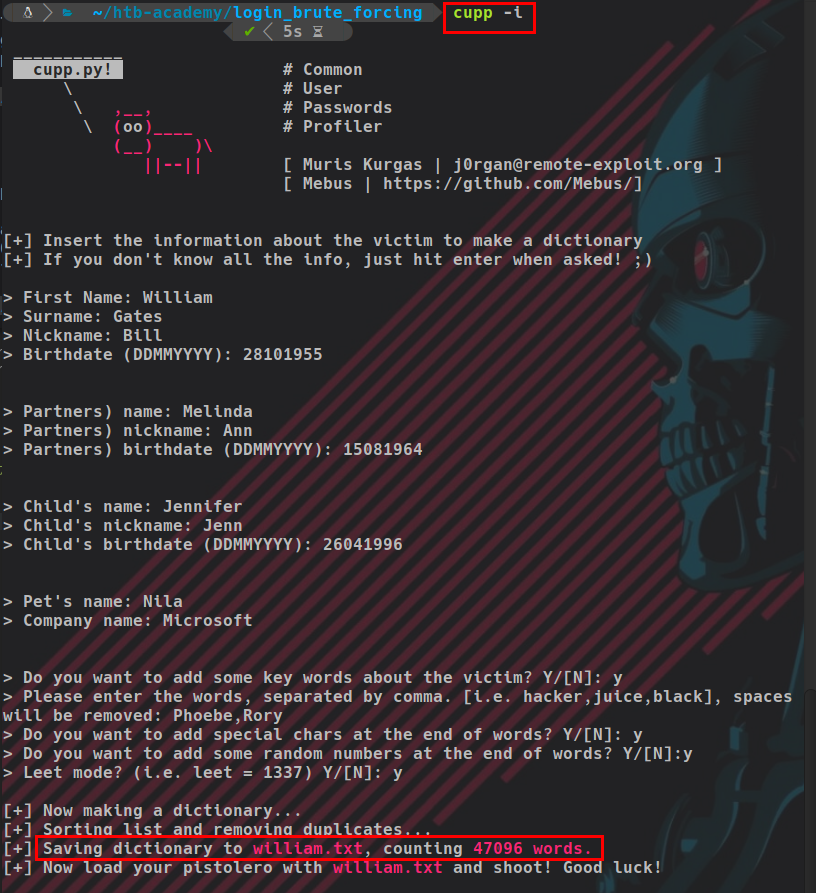 ~/htb-academy/login_brute_forcing cupp -i
✔ 5s
___________
cupp.py! # Common
\ # User
\ ,__, # Passwords
\ (oo)____ # Profiler
(__) )\
||--|| [ Muris Kurgas | j0rgan@remote-exploit.org ]
[ Mebus | https://github.com/Mebus/]
[+] Insert the information about the victim to make a dictionary
[+] If you don't know all the info, just hit enter when asked! ;)
> First Name: William
> Surname: Gates
> Nickname: Bill
> Birthdate (DDMMYYYY): 28101955
> Partners) name: Melinda
> Partners) nickname: Ann
> Partners) birthdate (DDMMYYYY): 15081964
> Child's name: Jennifer
> Child's nickname: Jenn
> Child's birthdate (DDMMYYYY): 26041996
> Pet's name: Nila
> Company name: Microsoft
> Do you want to add some key words about the victim? Y/[N]: y
> Please enter the words, separated by comma. [i.e. hacker,juice,black], spaces
will be removed: Phoebe,Rory
> Do you want to add special chars at the end of words? Y/[N]: y
> Do you want to add some random numbers at the end of words? Y/[N]:y
> Leet mode? (i.e. leet = 1337) Y/[N]: y
[+] Now making a dictionary...
[+] Sorting list and removing duplicates...
[+] Saving dictionary to william.txt, counting 47096 words.
[+] Now load your pistolero with william.txt and shoot! Good luck!